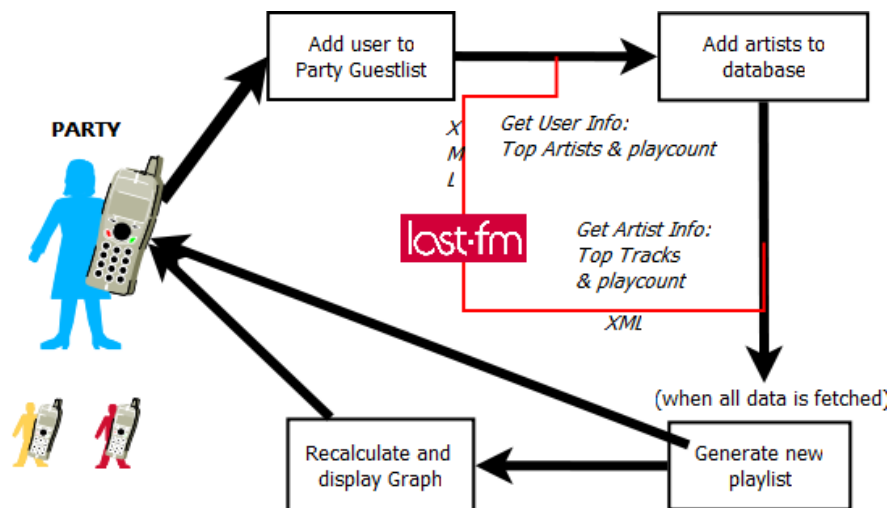 Add user to
Party Guestlist
Add artists to
database
PARTY
X
M
L
Get User Info:
Top Artists & playcount
last·fm
Get Artist Info:
Top Tracks
& playcount
XML
(when all data is fetched)
Recalculate and
display Graph
Generate new
playlist